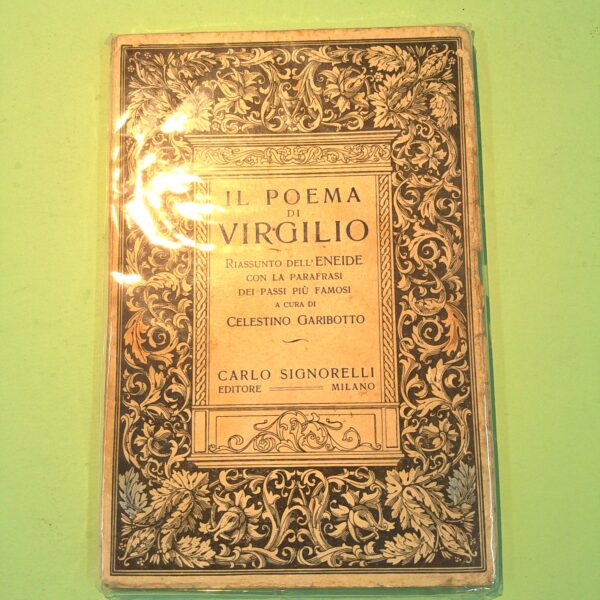 IL POEMA
DI
VIRGILIO
RIASSUNTO DELL'ENEIDE
CON LA PARAFRASI
DEI PASSI PIÙ FAMOSI
A CURA DI
CELESTINO GARIBOTTO
CARLO SIGNORELLI
EDITORE MILANO